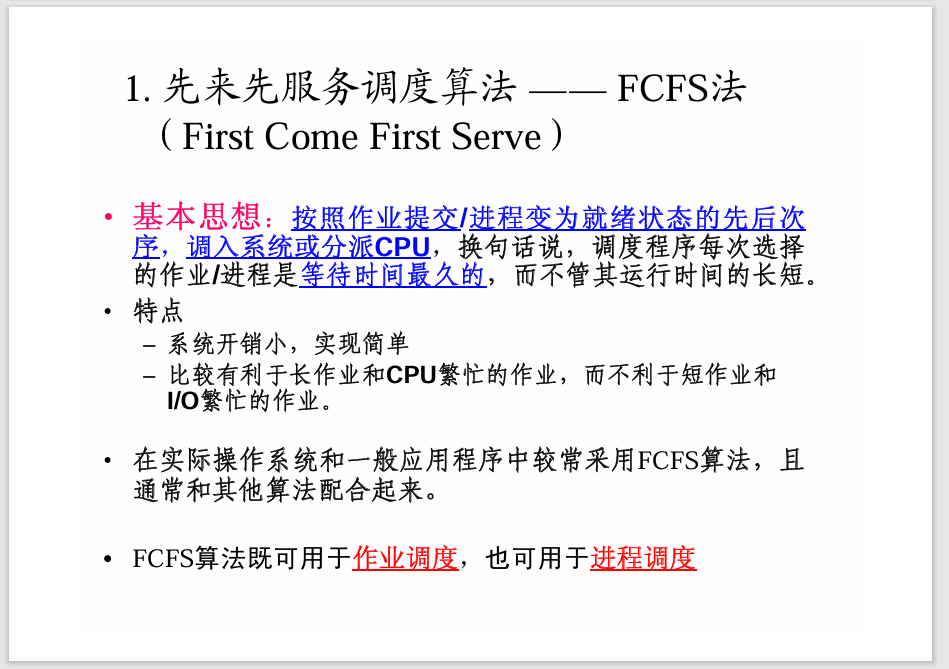 1. 先来先服务调度算法 —— FCFS法
（First Come First Serve）
• 基本思想：按照作业提交/进程变为就绪状态的先后次
序，调入系统或分派CPU，换句话说，调度程序每次选择
的作业/进程是等待时间最久的，而不管其运行时间的长短。
• 特点
– 系统开销小，实现简单
– 比较有利于长作业和CPU繁忙的作业，而不利于短作业和
I/O繁忙的作业。
• 在实际操作系统和一般应用程序中较常采用FCFS算法，且
通常和其他算法配合起来。
• FCFS算法既可用于作业调度，也可用于进程调度